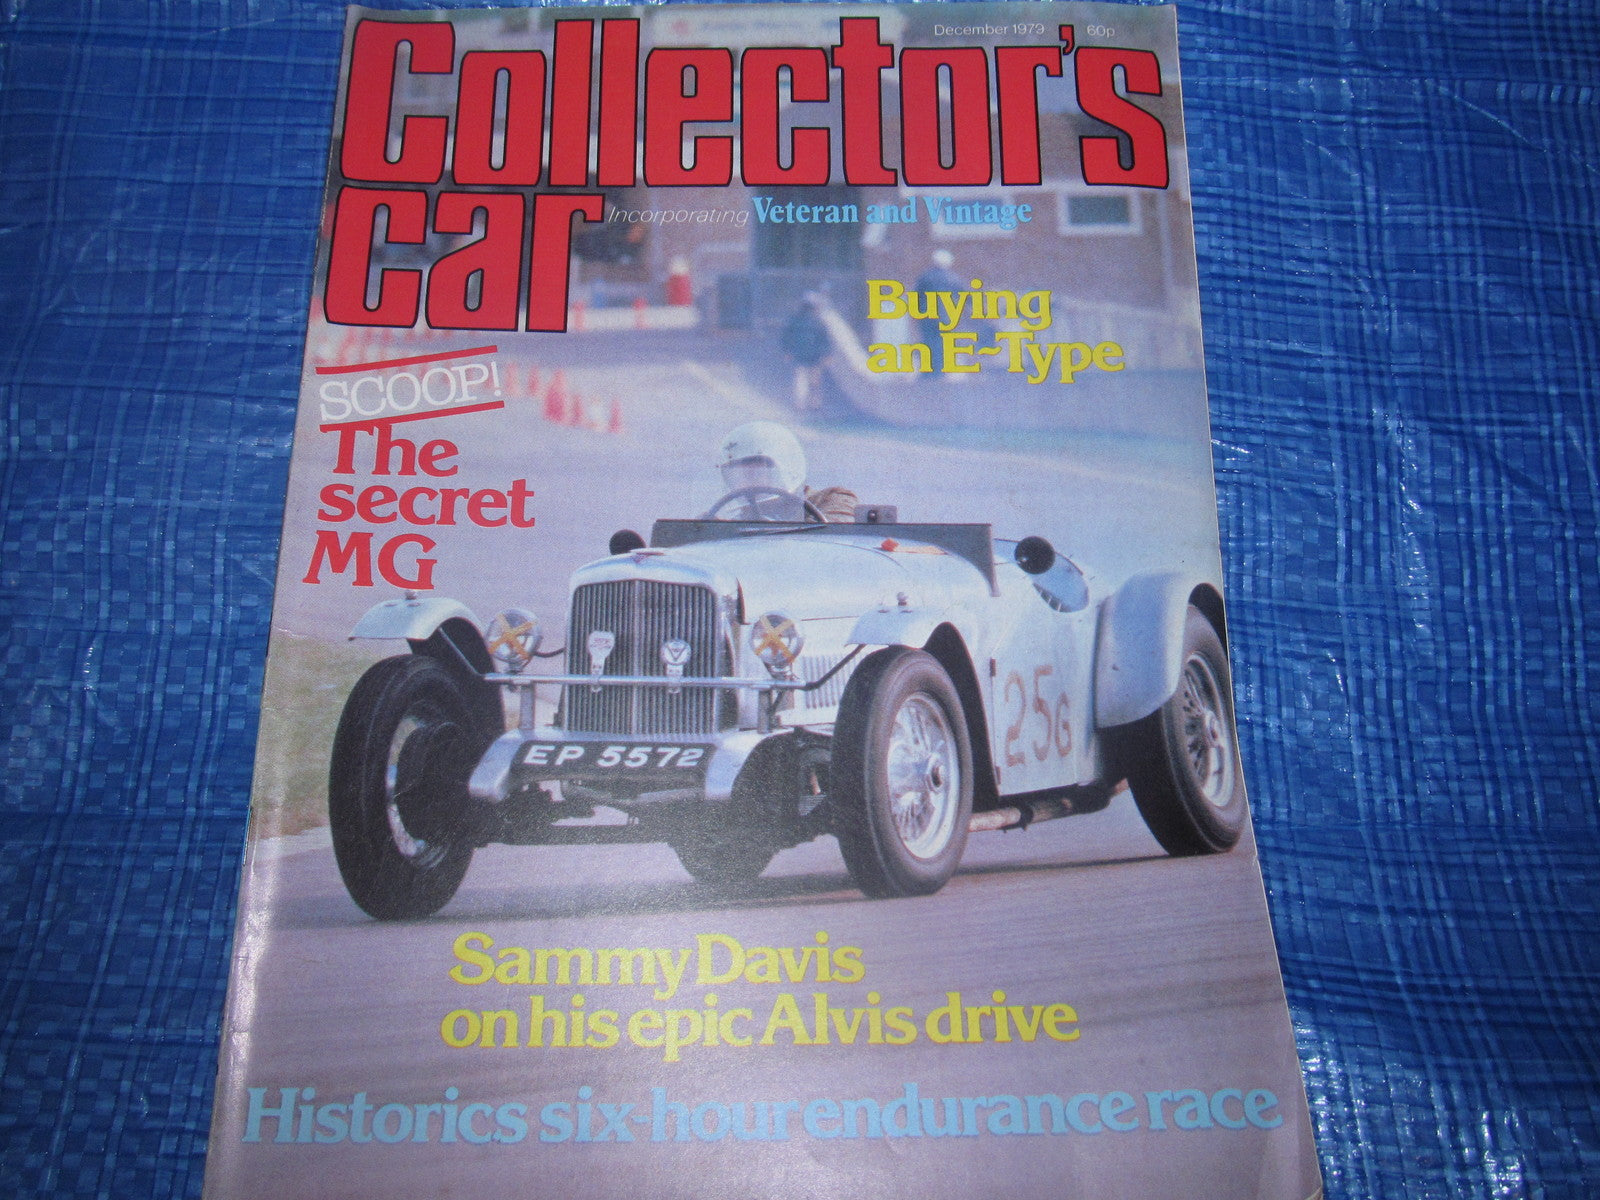 December 1979 60p
Collector's
car
Incorporating Veteran and Vintage
Buying
an E-Type
SCOOP!
The
secret
MG
25G
EP 5572
Sammy Davis
on his epic Alvis drive
Historics six-hour endurance race